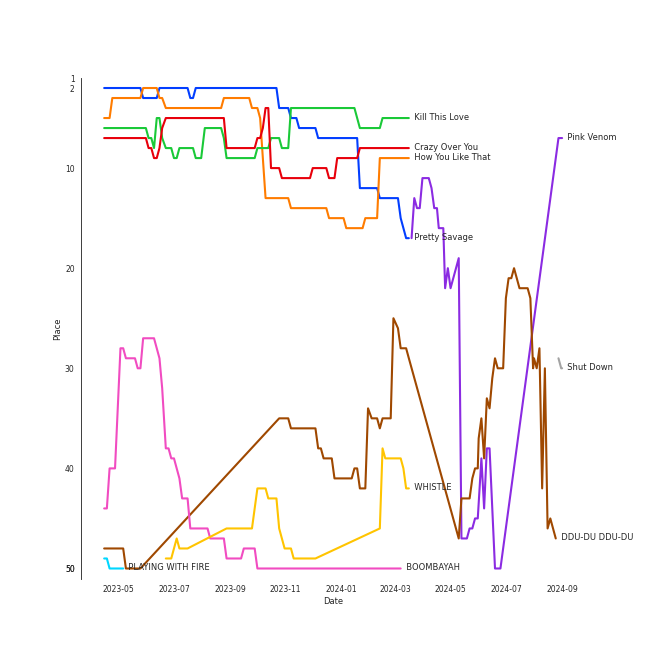 1
2
Kill This Love
Pink Venom
Crazy Over You
How You Like That
10
Pretty Savage
20
Place
30
Shut Down
40
WHISTLE
DDU-DU DDU-DU
50
PLAYING WITH FIRE
BOOMBAYAH
2023-05
2023-07
2023-09
2023-11
2024-01
2024-03
2024-05
2024-07
2024-09
Date